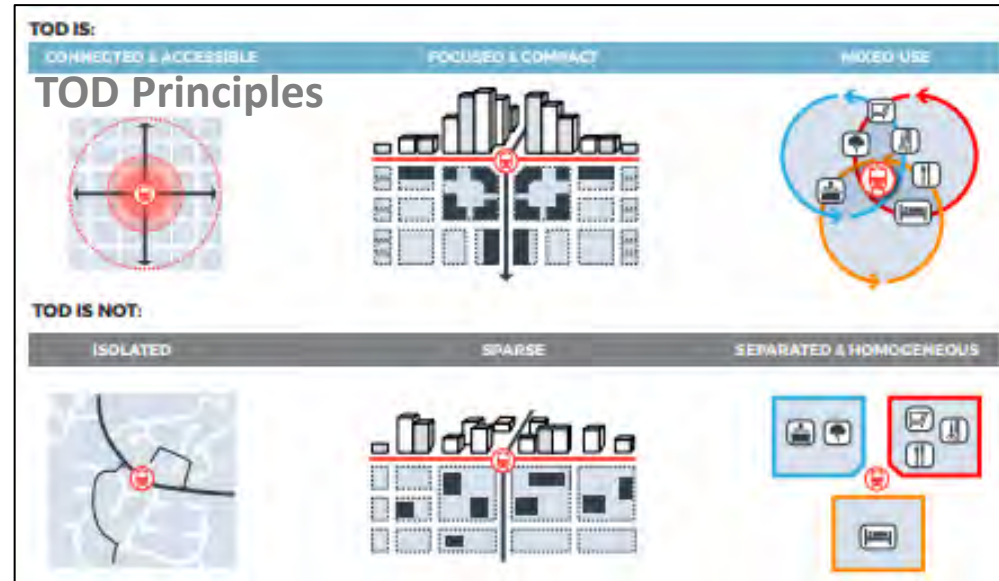 TOD IS:
CONNECTED & ACCESSIBLE
FOCUSED & COMPACT
MIXED USE
TOD Principles
TOD IS NOT:
ISOLATED
SPARSE
SEPARATED & HOMOGENEOUS